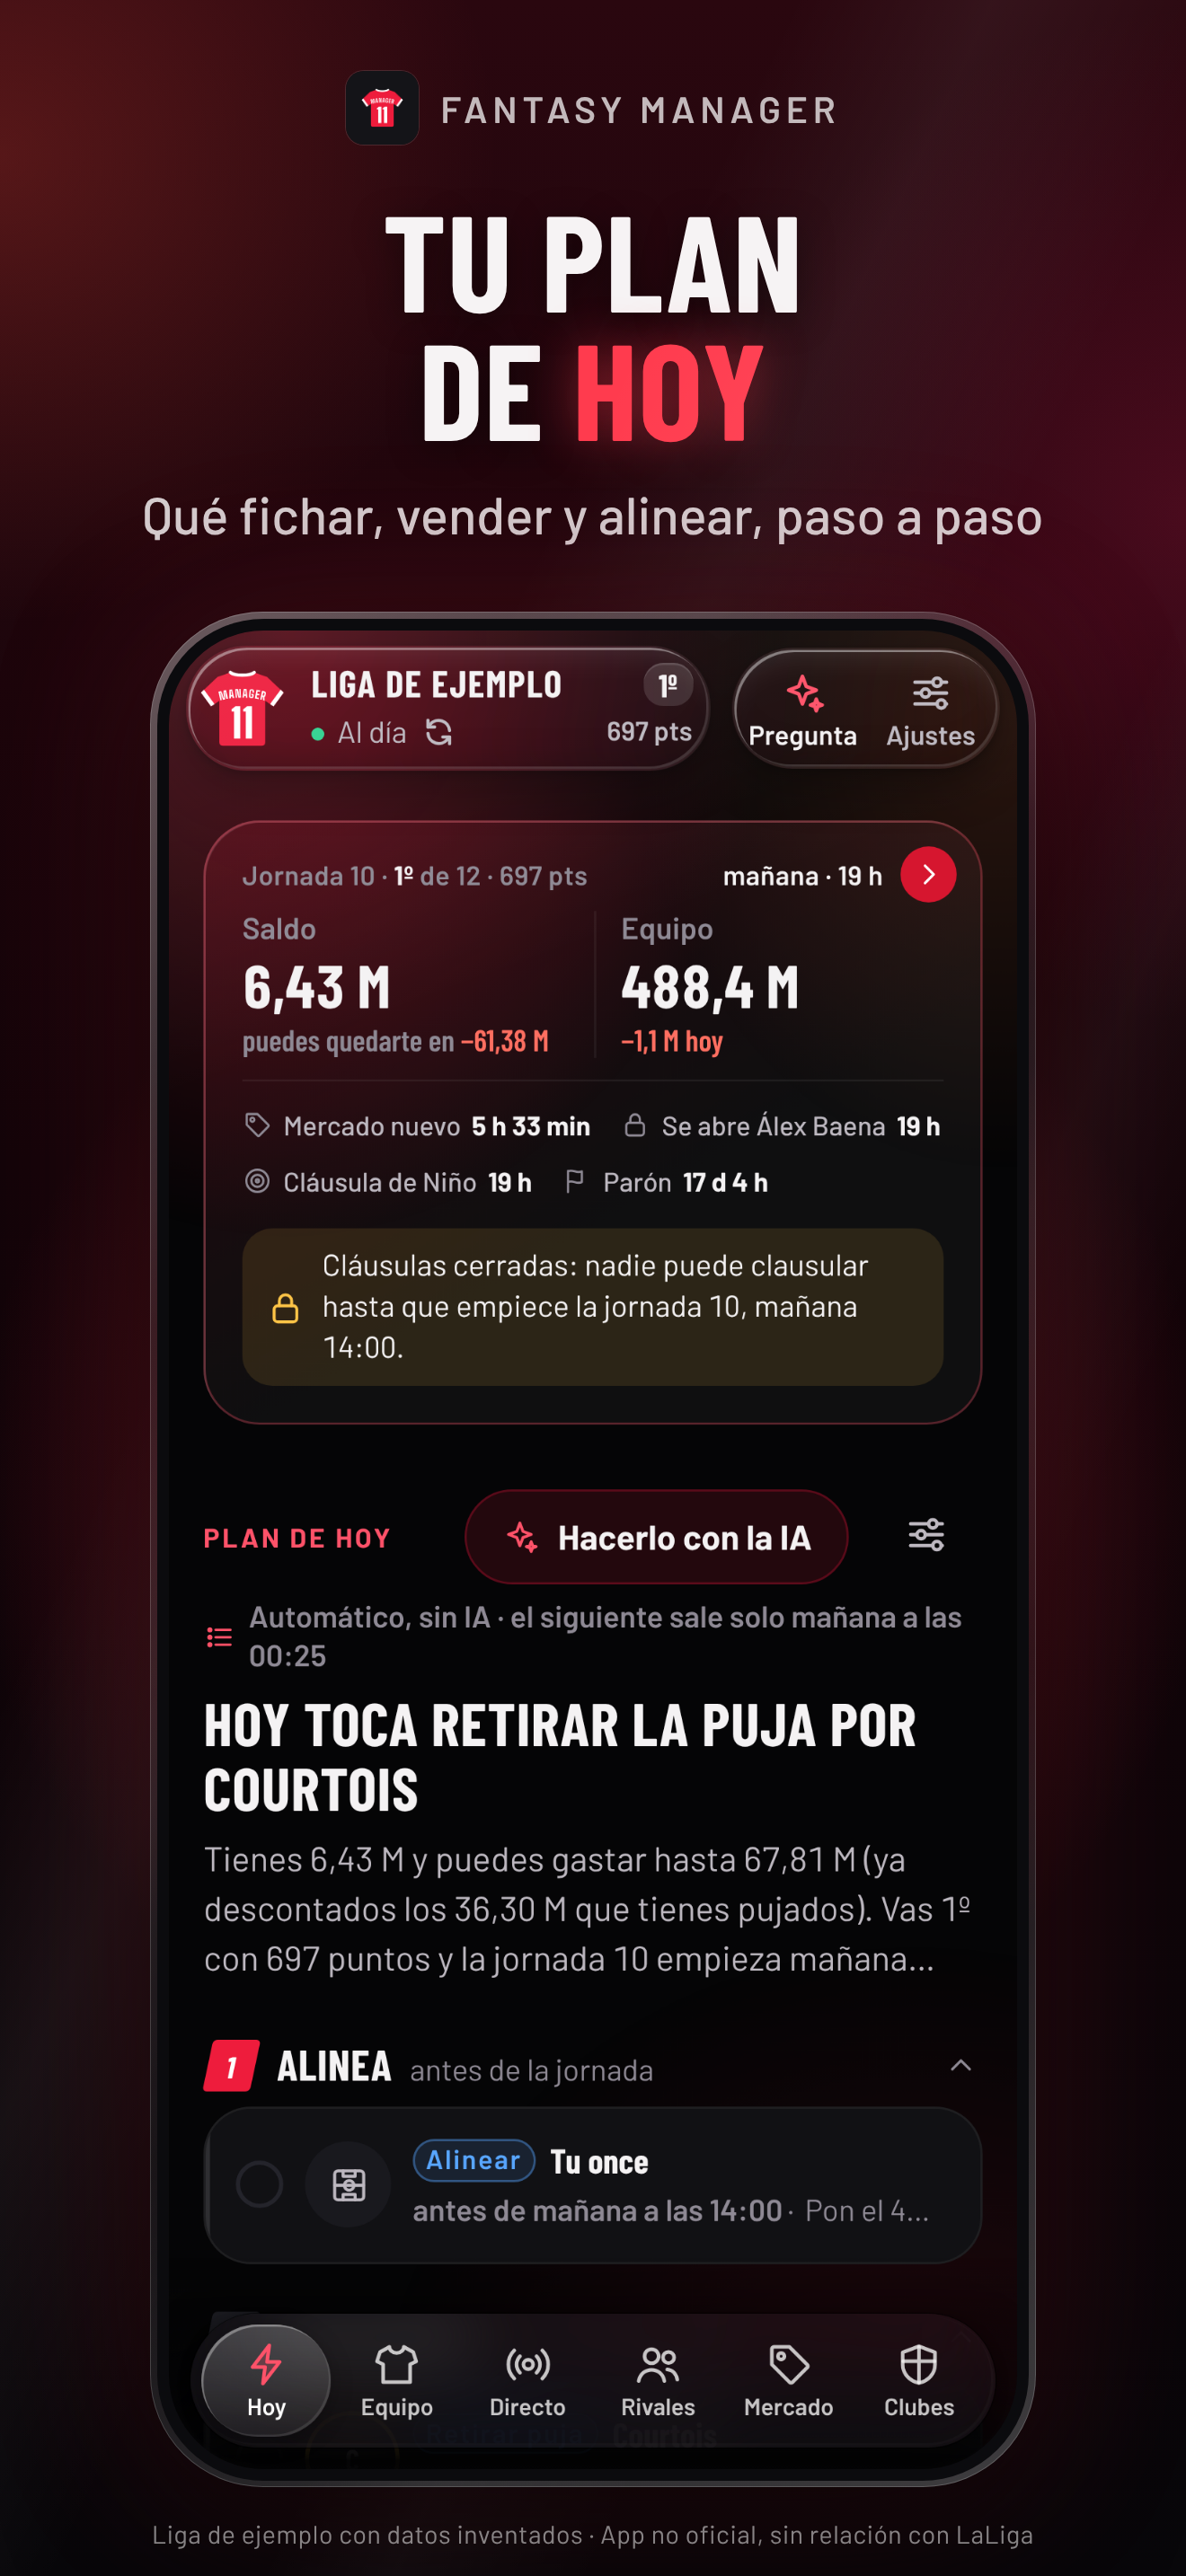 MANAGER
11
FANTASY MANAGER
TU PLAN
DE HOY
Qué fichar, vender y alinear, paso a paso
MANAGER
11
LIGA DE EJEMPLO
1º
Al día
697 pts
Pregunta
Ajustes
Jornada 10 · 1º de 12 · 697 pts
mañana · 19 h
Saldo
Equipo
6,43 M
488,4 M
puedes quedarte en −61,38 M
−1,1 M hoy
Mercado nuevo 5 h 33 min
Se abre Álex Baena 19 h
Cláusula de Niño 19 h
Parón 17 d 4 h
Cláusulas cerradas: nadie puede clausular
hasta que empiece la jornada 10, mañana
14:00.
PLAN DE HOY
Hacerlo con la IA
Automático, sin IA · el siguiente sale solo mañana a las
00:25
HOY TOCA RETIRAR LA PUJA POR
COURTOIS
Tienes 6,43 M y puedes gastar hasta 67,81 M (ya
descontados los 36,30 M que tienes pujados). Vas 1º
con 697 puntos y la jornada 10 empieza mañana...
1 ALINEA antes de la jornada
Alinear Tu once
antes de mañana a las 14:00 · Pon el 4...
Hoy
Equipo
Directo
Rivales
Mercado
Clubes
Retirar puja Courtois
Liga de ejemplo con datos inventados · App no oficial, sin relación con LaLiga